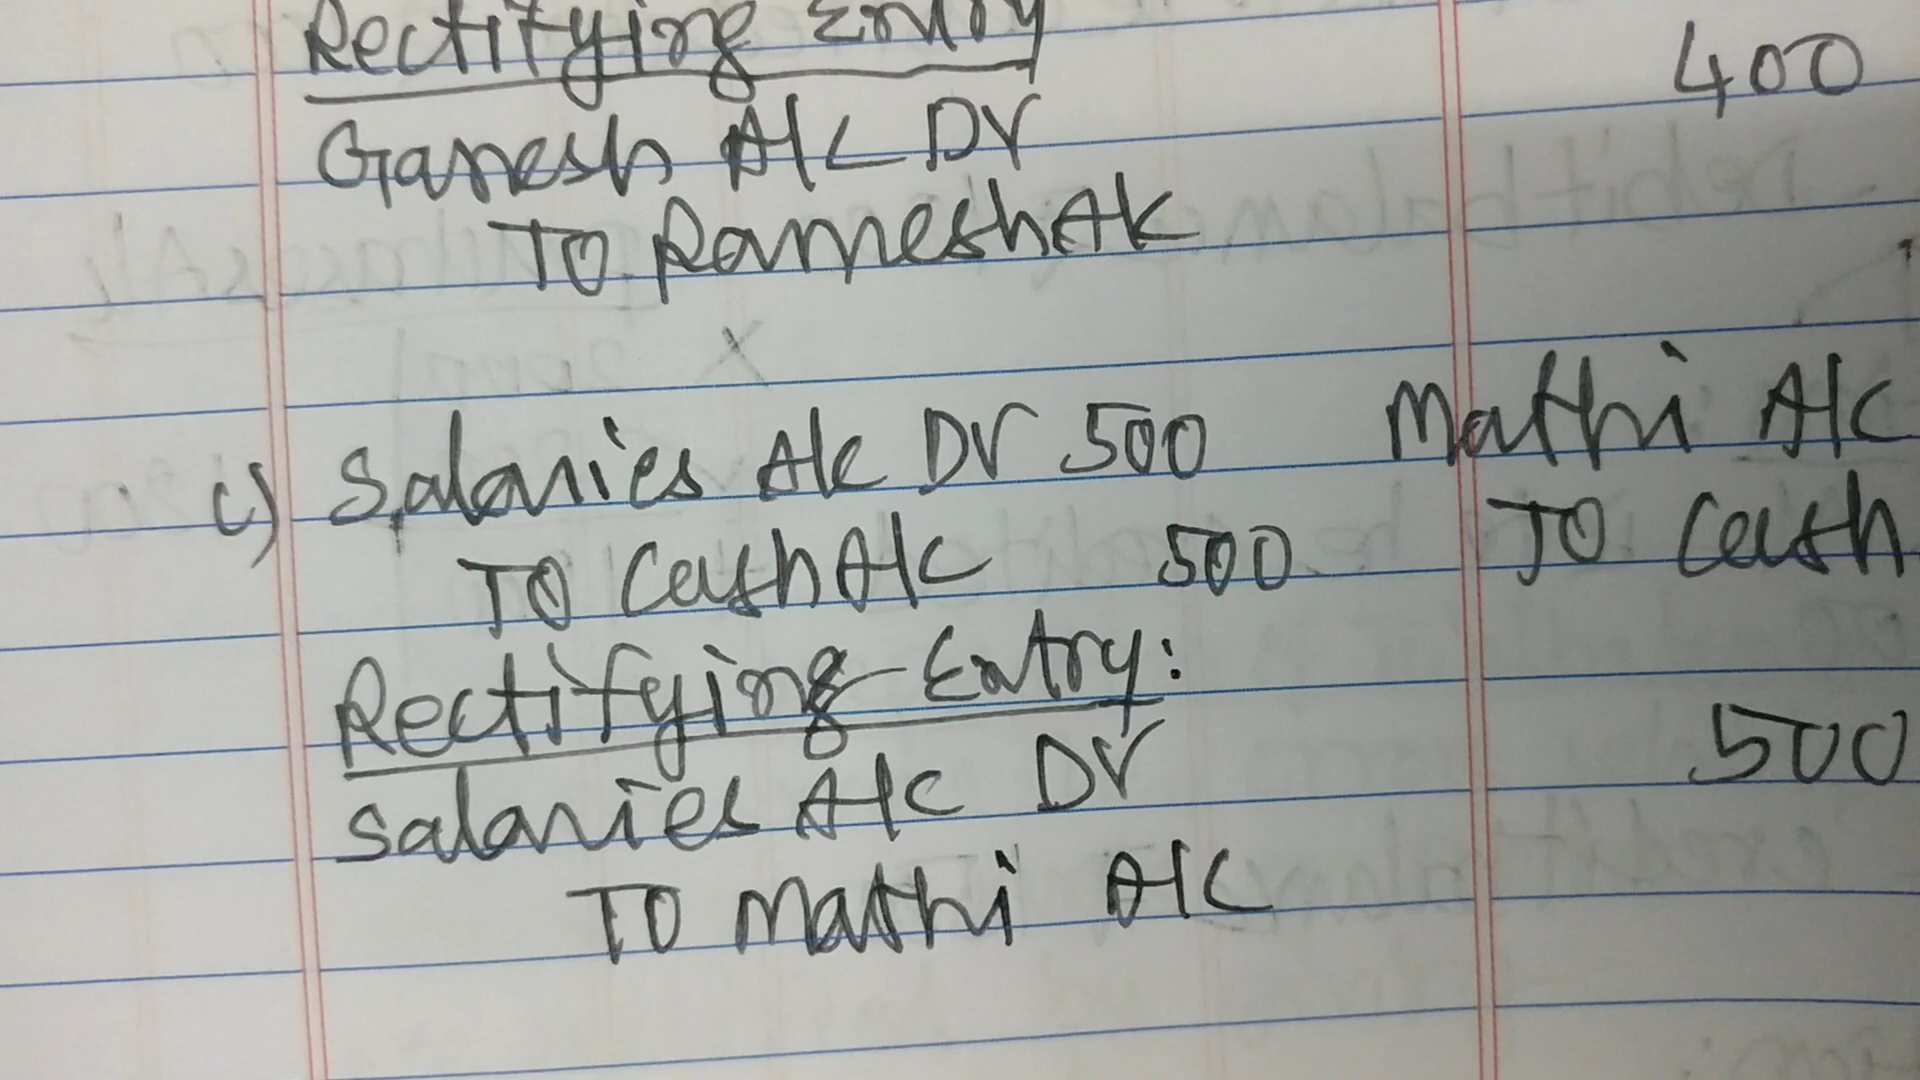 Rectifying Entry
400
Ganesh A/c Dr
To Ramesh A/c
c) Salaries A/c Dr 500 Mathi A/c
To Cash A/c 500 To Cash
Rectifying Entry:
500
Salaries A/c Dr
To Mathi A/c